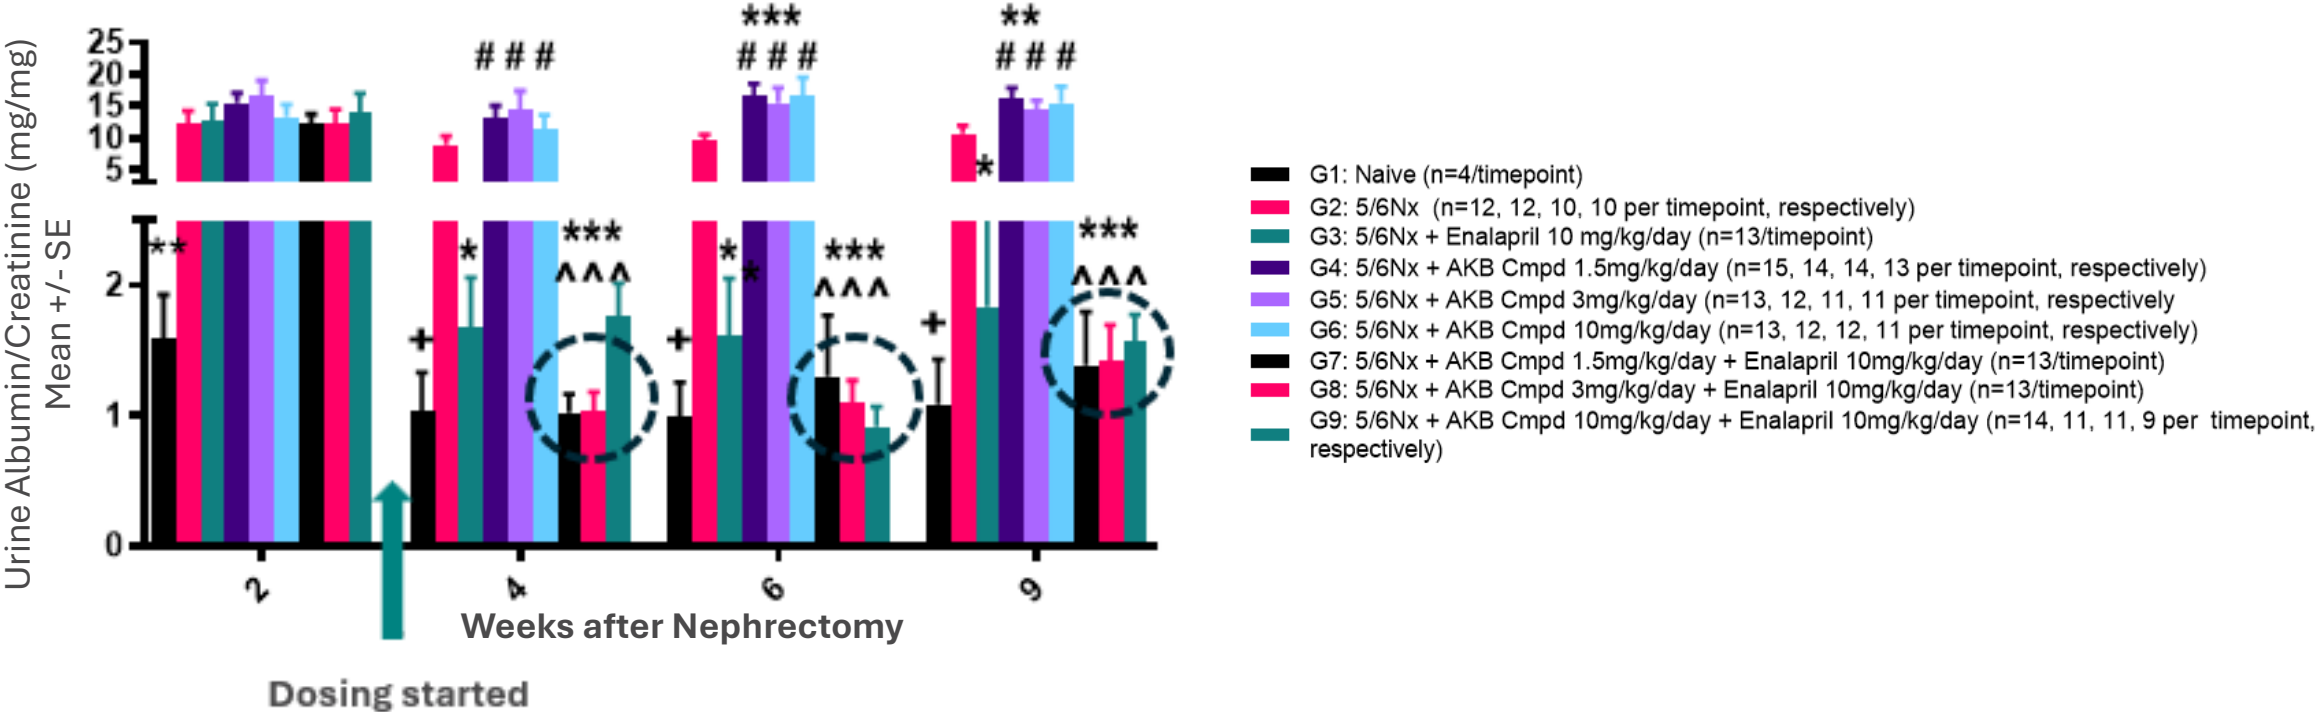 Urine Albumin/Creatinine (mg/mg)
Mean +/- SE
25
20
15
10
5
2
1
0
**
# # #
+
*
***
^^^
***
# # #
+
*
*
***
^^^
**
# # #
+
*
***
^^^
2
4
6
9
Weeks after Nephrectomy
Dosing started
G1: Naive (n=4/timepoint)
G2: 5/6Nx (n=12, 12, 10, 10 per timepoint, respectively)
G3: 5/6Nx + Enalapril 10 mg/kg/day (n=13/timepoint)
G4: 5/6Nx + AKB Cmpd 1.5mg/kg/day (n=15, 14, 14, 13 per timepoint, respectively)
G5: 5/6Nx + AKB Cmpd 3mg/kg/day (n=13, 12, 11, 11 per timepoint, respectively
G6: 5/6Nx + AKB Cmpd 10mg/kg/day (n=13, 12, 12, 11 per timepoint, respectively)
G7: 5/6Nx + AKB Cmpd 1.5mg/kg/day + Enalapril 10mg/kg/day (n=13/timepoint)
G8: 5/6Nx + AKB Cmpd 3mg/kg/day + Enalapril 10mg/kg/day (n=13/timepoint)
G9: 5/6Nx + AKB Cmpd 10mg/kg/day + Enalapril 10mg/kg/day (n=14, 11, 11, 9 per timepoint,
respectively)